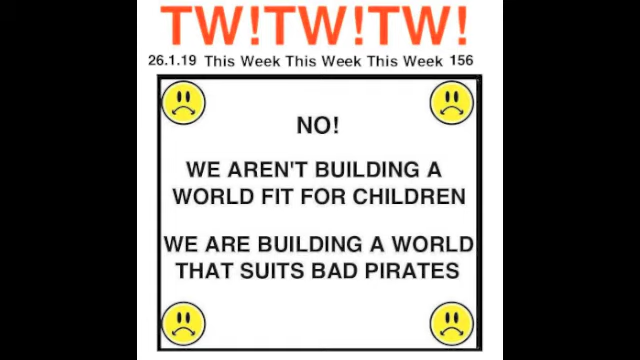 TW!TW!TW!
26.1.19 This Week This Week This Week 156
NO!
WE AREN'T BUILDING A
WORLD FIT FOR CHILDREN
WE ARE BUILDING A WORLD
THAT SUITS BAD PIRATES